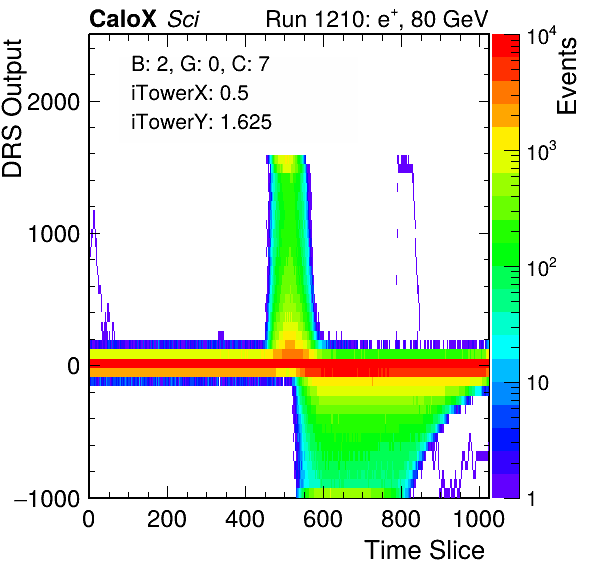 CaloX Sci Run 1210: e⁺, 80 GeV
B: 2, G: 0, C: 7
iTowerX: 0.5
iTowerY: 1.625
DRS Output
2000
1000
0
−1000
0 200 400 600 800 1000
Time Slice
Events
10⁴
10³
10²
10
1